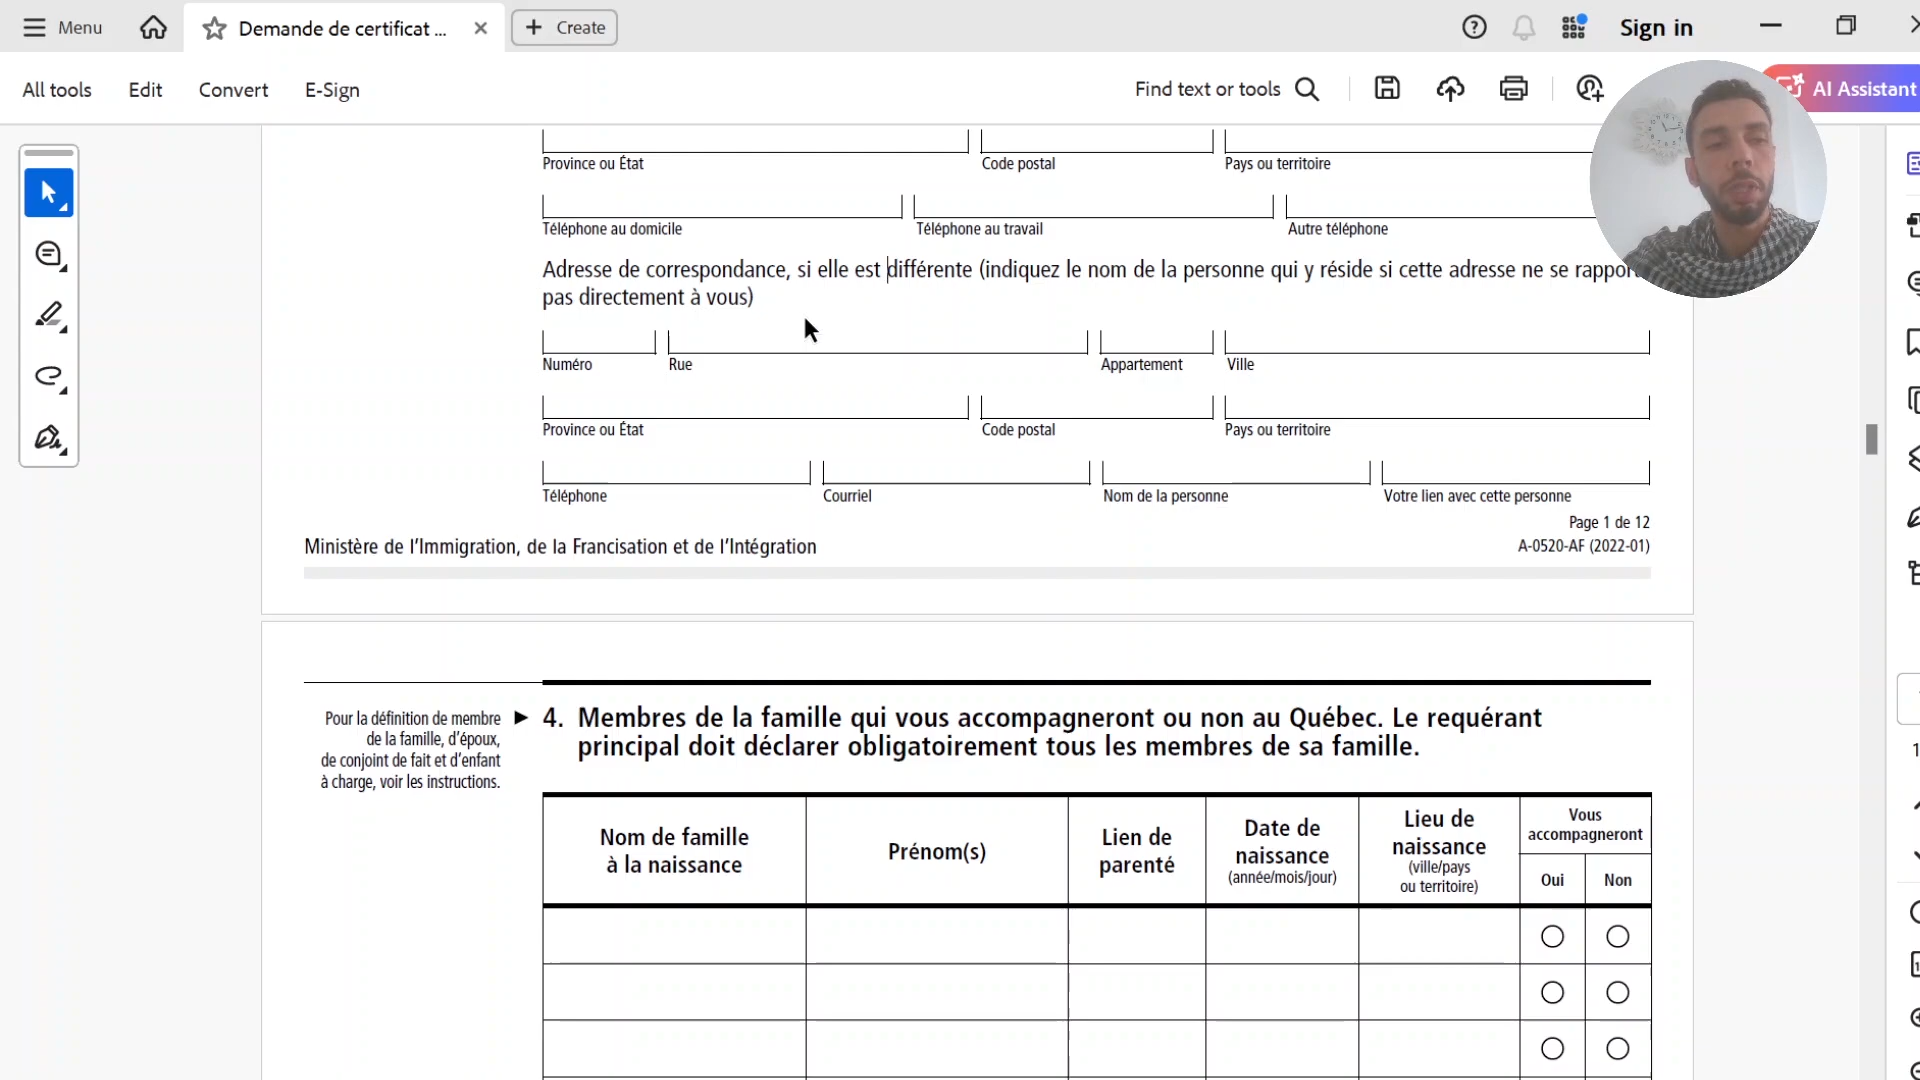 Menu
Demande de certificat ...
Create
Sign in
All tools
Edit
Convert
E-Sign
Find text or tools
AI Assistant
Province ou État
Code postal
Pays ou territoire
Téléphone au domicile
Téléphone au travail
Autre téléphone
Adresse de correspondance, si elle est différente (indiquez le nom de la personne qui y réside si cette adresse ne se rappor
pas directement à vous)
Numéro
Rue
Appartement
Ville
Province ou État
Code postal
Pays ou territoire
Téléphone
Courriel
Nom de la personne
Votre lien avec cette personne
Page 1 de 12
Ministère de l'Immigration, de la Francisation et de l'Intégration
A-0520-AF (2022-01)
Pour la définition de membre
de la famille, d'époux,
de conjoint de fait et d'enfant
à charge, voir les instructions.
4. Membres de la famille qui vous accompagneront ou non au Québec. Le requérant
principal doit déclarer obligatoirement tous les membres de sa famille.
Nom de famille
à la naissance
Prénom(s)
Lien de
parenté
Date de
naissance
(année/mois/jour)
Lieu de
naissance
(ville/pays
ou territoire)
Vous
accompagneront
Oui
Non